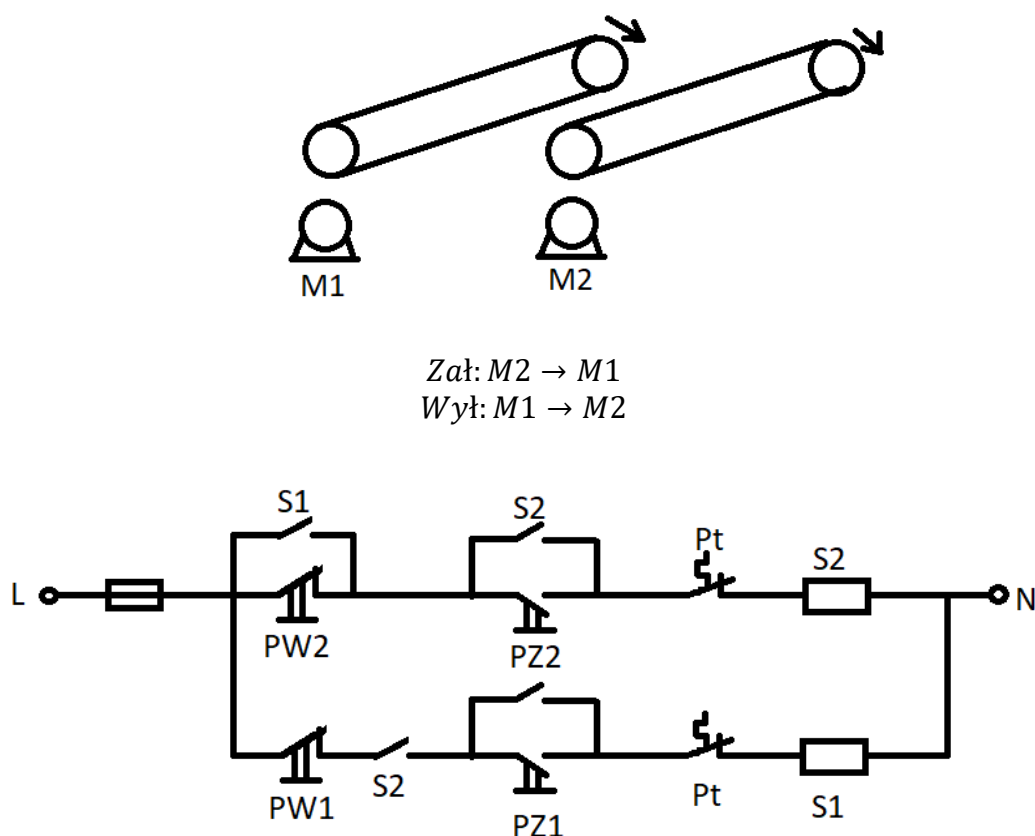 M1 M2
Zał: M2 → M1
Wył: M1 → M2
S1 S2 Pt S2
L N
PW2 PZ2
PW1 S2 PZ1 Pt S1